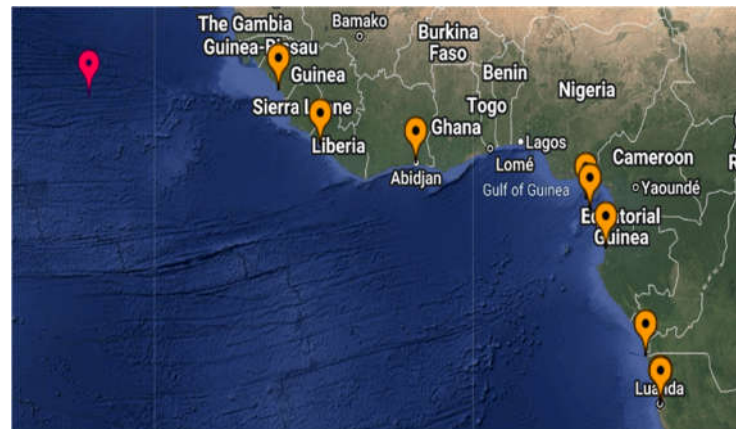 The Gambia
Bamako
Burkina
Faso
Guinea-Bissau
Guinea
Benin
Nigeria
Togo
Ghana
Sierra Leone
Lagos
Liberia
Lomé
Cameroon
Abidjan
Gulf of Guinea
Yaoundé
Equatorial
Guinea
Luanda